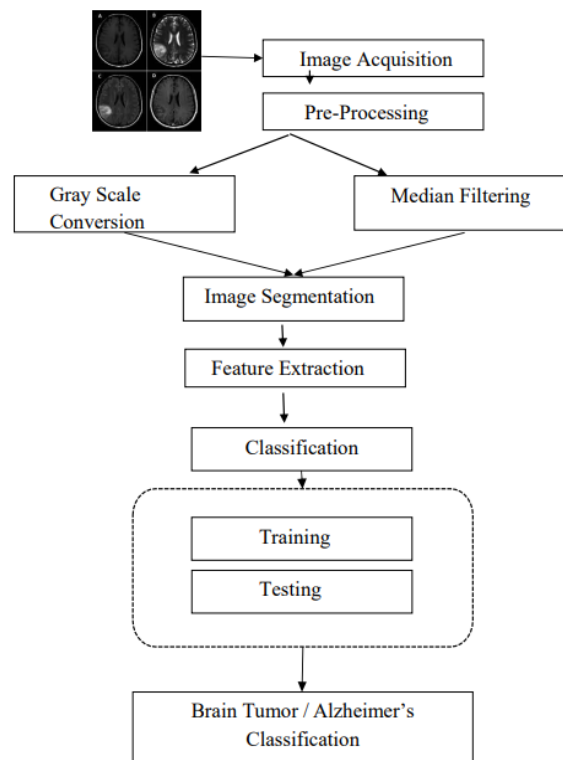 A
B
Image Acquisition
C
D
Pre-Processing
Gray Scale
Conversion
Median Filtering
Image Segmentation
Feature Extraction
Classification
Training
Testing
Brain Tumor / Alzheimer's
Classification